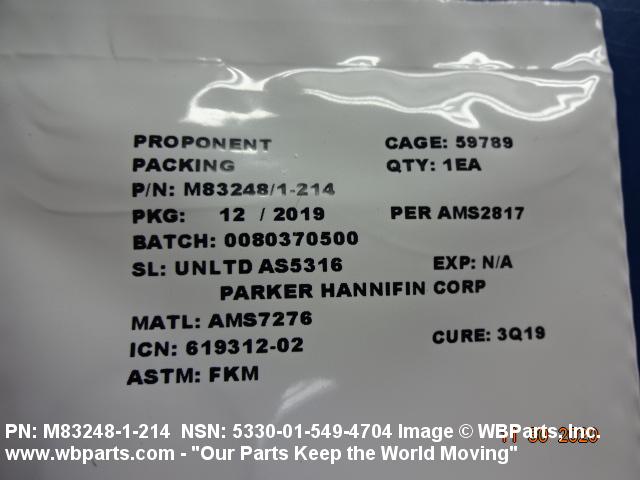 PROPONENT CAGE: 59789
PACKING QTY: 1EA
P/N: M83248/1-214
PKG: 12 / 2019 PER AMS2817
BATCH: 0080370500
SL: UNLTD AS5316 EXP: N/A
PARKER HANNIFIN CORP
MATL: AMS7276
ICN: 619312-02 CURE: 3Q19
ASTM: FKM
PN: M83248-1-214 NSN: 5330-01-549-4704 Image © WBParts, Inc.
www.wbparts.com - "Our Parts Keep the World Moving"